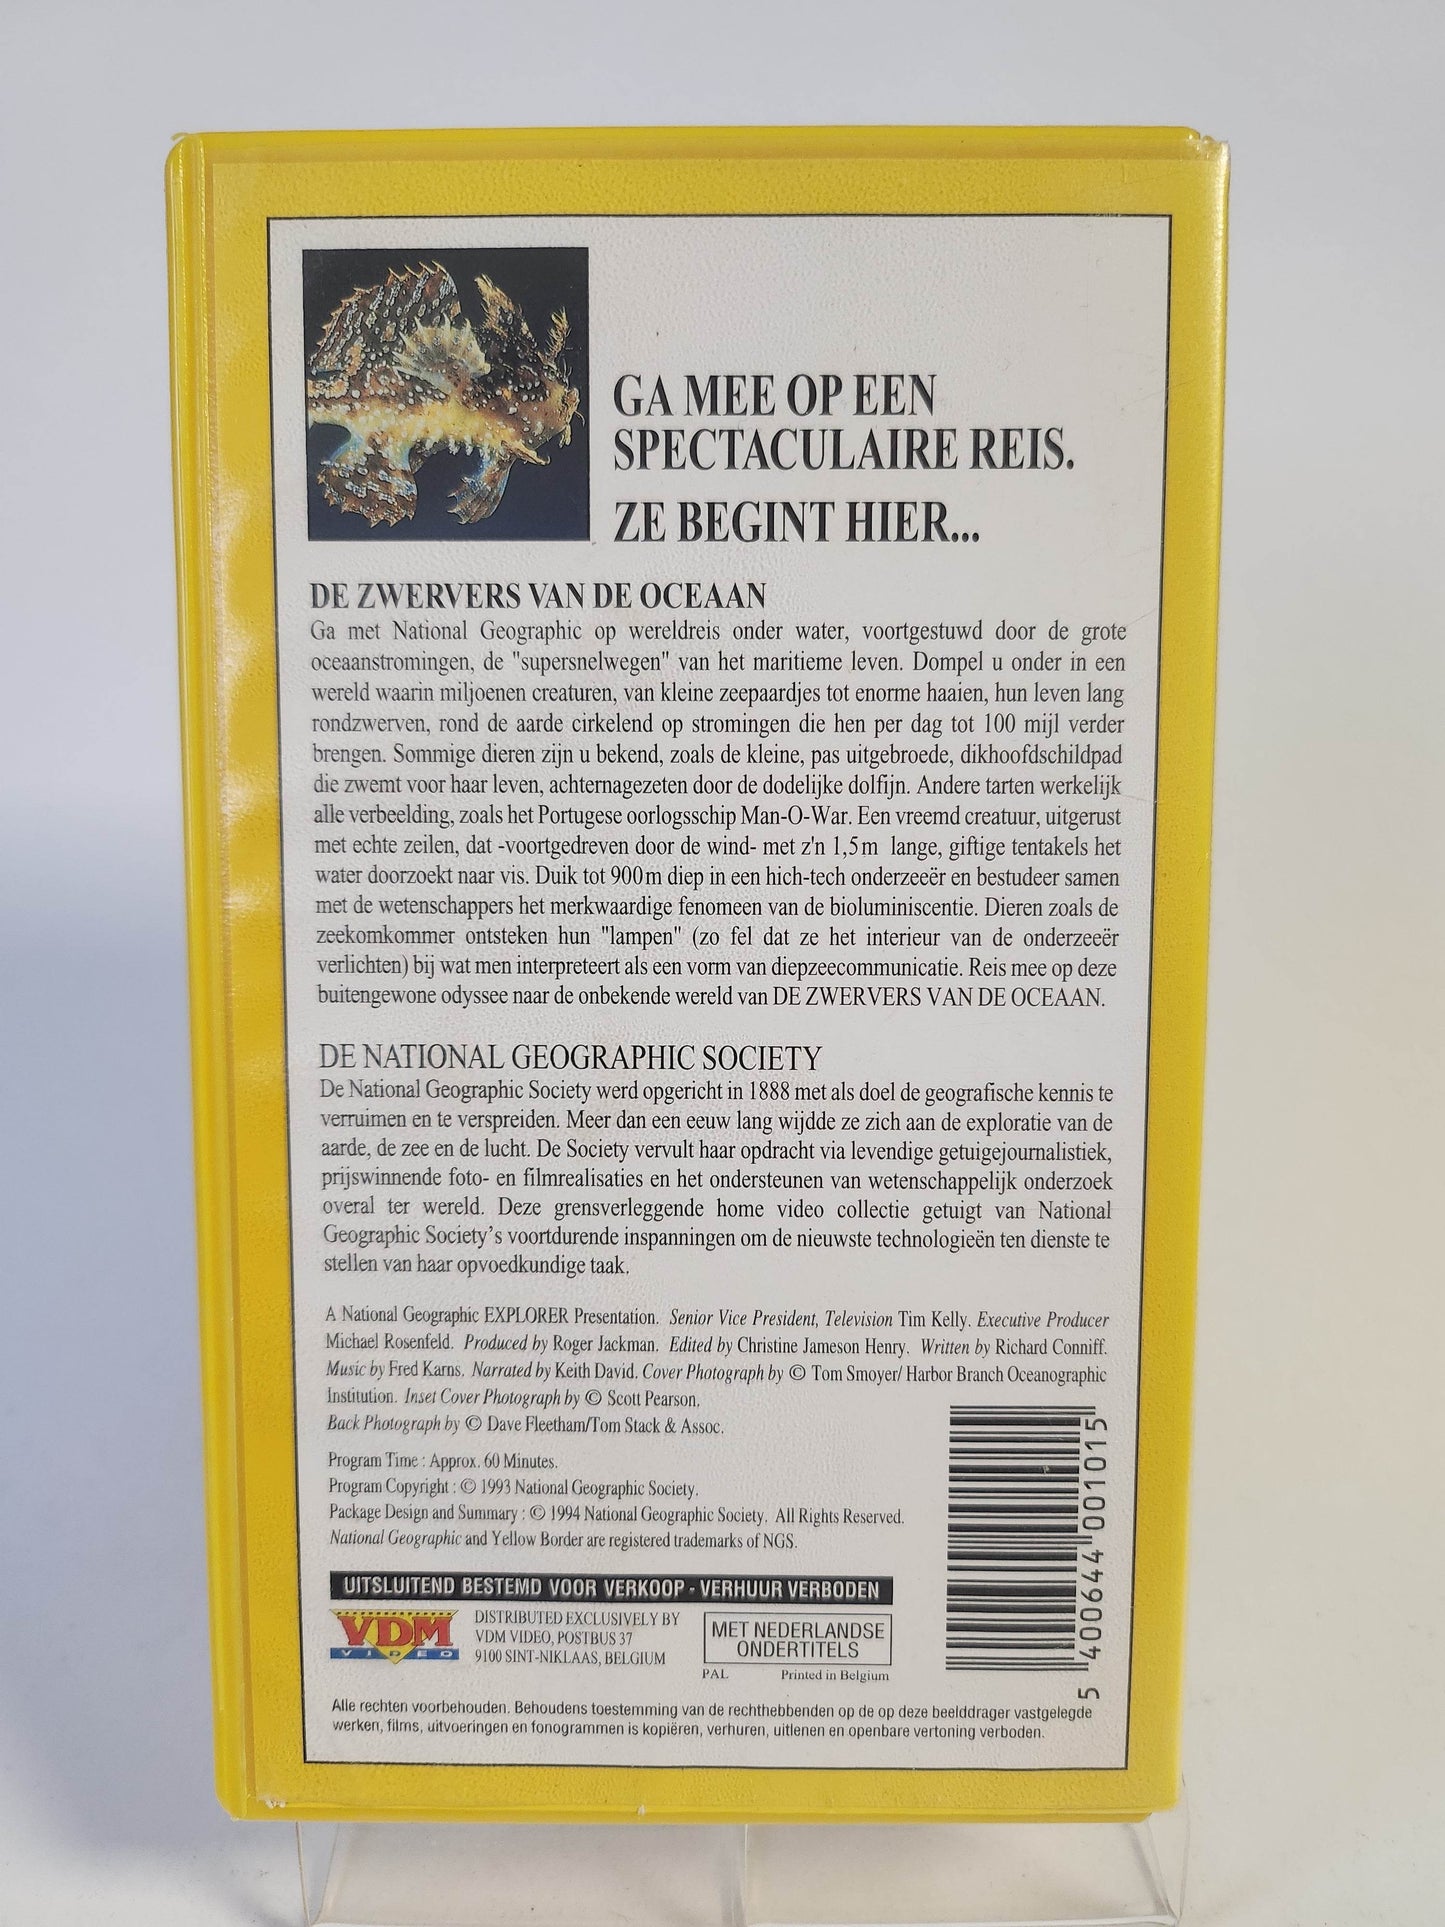 GA MEE OP EEN
SPECTACULAIRE REIS.
ZE BEGINT HIER...
DE ZWERVERS VAN DE OCEAAN
Ga met National Geographic op wereldreis onder water, voortgestuwd door de grote
oceaanstromingen, de "supersnelwegen" van het maritieme leven. Dompel u onder in een
wereld waarin miljoenen creaturen, van kleine zeepaardjes tot enorme haaien, hun leven lang
rondzwerven, rond de aarde cirkelend op stromingen die hen per dag tot 100 mijl verder
brengen. Sommige dieren zijn u bekend, zoals de kleine, pas uitgebroede, dikhoofdschildpad
die zwemt voor haar leven, achternagezeten door de dodelijke dolfijn. Andere tarten werkelijk
alle verbeelding, zoals het Portugese oorlogsschip Man-O-War. Een vreemd creatuur, uitgerust
met echte zeilen, dat -voortgedreven door de wind- met z'n 1,5m lange, giftige tentakels het
water doorzoekt naar vis. Duik tot 900m diep in een hich-tech onderzeeër en bestudeer samen
met de wetenschappers het merkwaardige fenomeen van de bioluminiscentie. Dieren zoals de
zeekomkommer ontsteken hun "lampen" (zo fel dat ze het interieur van de onderzeeër
verlichten) bij wat men interpreteert als een vorm van diepzeecommunicatie. Reis mee op deze
buitengewone odyssee naar de onbekende wereld van DE ZWERVERS VAN DE OCEAAN.
DE NATIONAL GEOGRAPHIC SOCIETY
De National Geographic Society werd opgericht in 1888 met als doel de geografische kennis te
verruimen en te verspreiden. Meer dan een eeuw lang wijdde ze zich aan de exploratie van de
aarde, de zee en de lucht. De Society vervult haar opdracht via levendige getuigejournalistiek,
prijswinnende foto- en filmrealisaties en het ondersteunen van wetenschappelijk onderzoek
overal ter wereld. Deze grensverleggende home video collectie getuigt van National
Geographic Society's voortdurende inspanningen om de nieuwste technologieën ten dienste te
stellen van haar opvoedkundige taak.
A National Geographic EXPLORER Presentation. Senior Vice President, Television Tim Kelly. Executive Producer
Michael Rosenfeld. Produced by Roger Jackman. Edited by Christine Jameson Henry. Written by Richard Conniff.
Music by Fred Karns. Narrated by Keith David. Cover Photograph by © Tom Smoyer/ Harbor Branch Oceanographic
Institution. Inset Cover Photograph by © Scott Pearson.
Back Photograph by © Dave Fleetham/Tom Stack & Assoc.
Program Time : Approx. 60 Minutes.
Program Copyright : © 1993 National Geographic Society.
Package Design and Summary : © 1994 National Geographic Society. All Rights Reserved.
National Geographic and Yellow Border are registered trademarks of NGS.
UITSLUITEND BESTEMD VOOR VERKOOP - VERHUUR VERBODEN
VDM
VIDEO
DISTRIBUTED EXCLUSIVELY BY
VDM VIDEO, POSTBUS 37
9100 SINT-NIKLAAS, BELGIUM
MET NEDERLANDSE
ONDERTITELS
PAL Printed in Belgium
5 400644 001015
Alle rechten voorbehouden. Behoudens toestemming van de rechthebbenden op de op deze beelddrager vastgelegde
werken, films, uitvoeringen en fonogrammen is kopiëren, verhuren, uitlenen en openbare vertoning verboden.